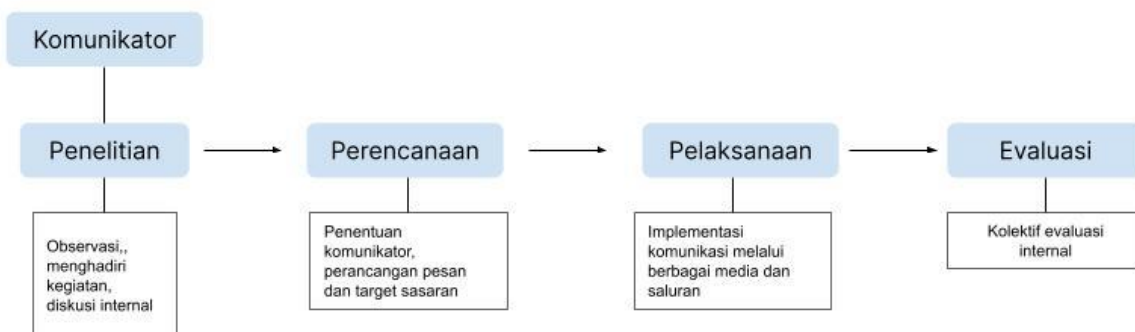 Komunikator
Penelitian
Perencanaan
Pelaksanaan
Evaluasi
Observasi,,
menghadiri
kegiatan,
diskusi internal
Penentuan
komunikator,
perancangan pesan
dan target sasaran
Implementasi
komunikasi melalui
berbagai media dan
saluran
Kolektif evaluasi
internal